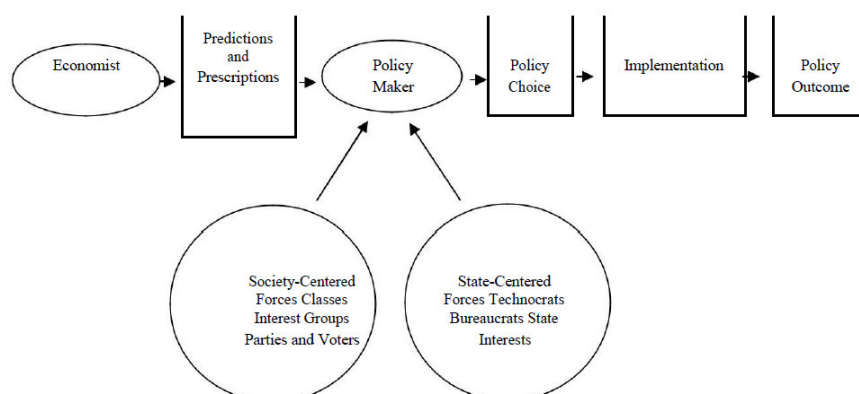 Economist
Predictions
and
Prescriptions
Policy
Maker
Policy
Choice
Implementation
Policy
Outcome
Society-Centered
Forces Classes
Interest Groups
Parties and Voters
State-Centered
Forces Technocrats
Bureaucrats State
Interests